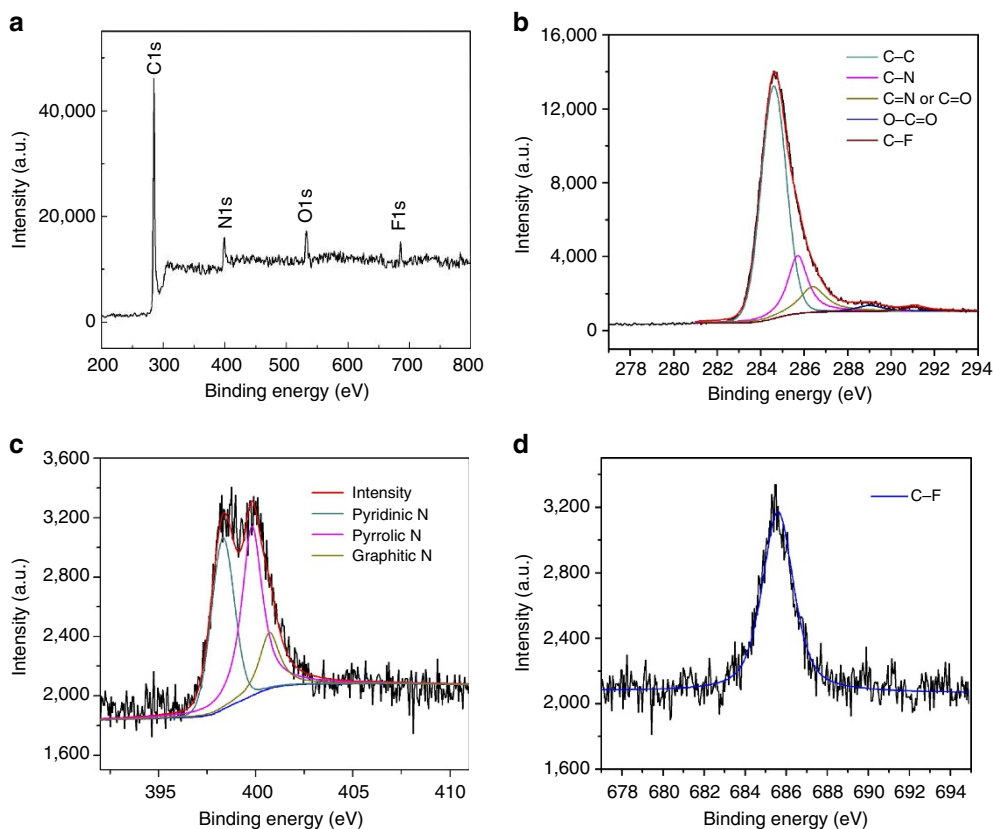 a
C1s
N1s
O1s
F1s
40,000
20,000
0
Intensity (a.u.)
200 300 400 500 600 700 800
Binding energy (eV)
b
16,000
12,000
8,000
4,000
0
Intensity (a.u.)
C–C
C–N
C=N or C=O
O–C=O
C–F
278 280 282 284 286 288 290 292 294
Binding energy (eV)
c
3,600
3,200
2,800
2,400
2,000
1,600
Intensity (a.u.)
Intensity
Pyridinic N
Pyrrolic N
Graphitic N
395 400 405 410
Binding energy (eV)
d
3,200
2,800
2,400
2,000
1,600
Intensity (a.u.)
C–F
678 680 682 684 686 688 690 692 694
Binding energy (eV)